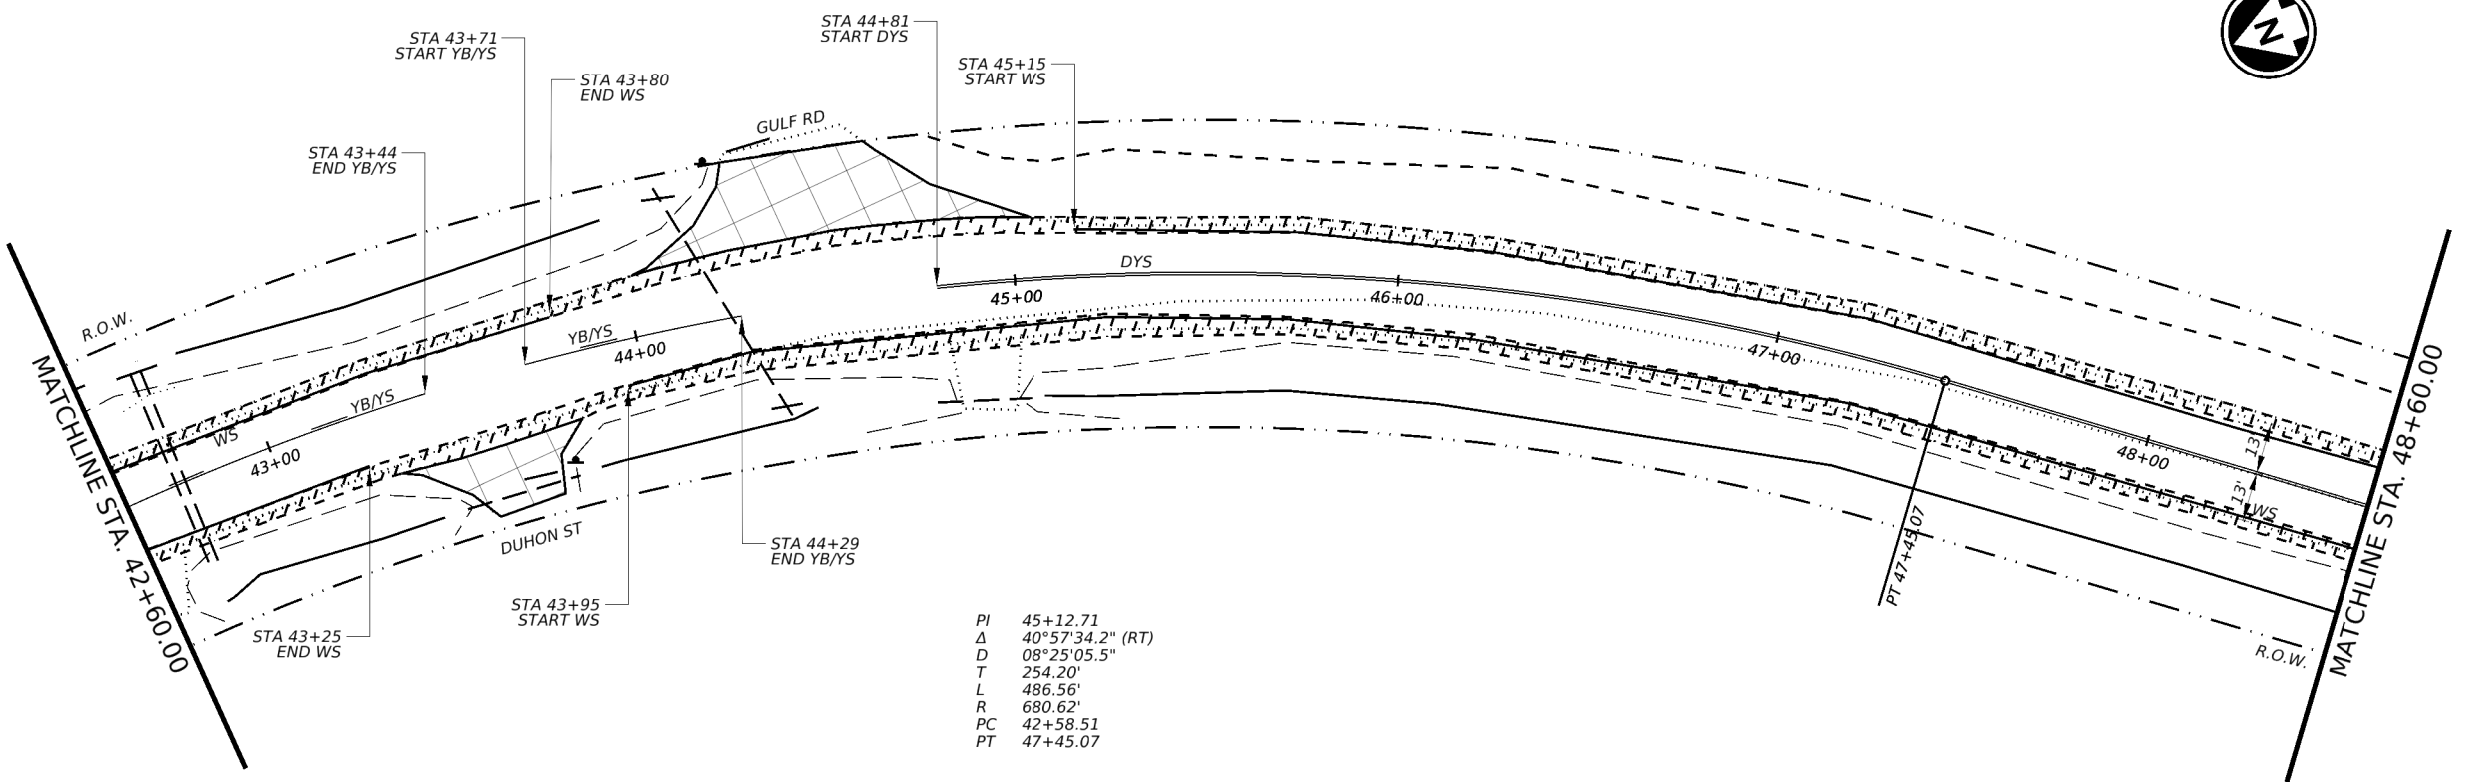 STA 44+81
START DYS
STA 43+71
START YB/YS
STA 45+15
START WS
STA 43+80
END WS
N
GULF RD
STA 43+44
END YB/YS
R.O.W.
DYS
45+00
46+00
YB/YS
44+00
47+00
YB/YS
WS
43+00
48+00
13'
13'
WS
MATCHLINE STA. 42+60.00
MATCHLINE STA. 48+60.00
DUHON ST
STA 44+29
END YB/YS
PT 47+45.07
STA 43+95
START WS
STA 43+25
END WS
R.O.W.
PI 45+12.71
Δ 40°57'34.2" (RT)
D 08°25'05.5"
T 254.20'
L 486.56'
R 680.62'
PC 42+58.51
PT 47+45.07